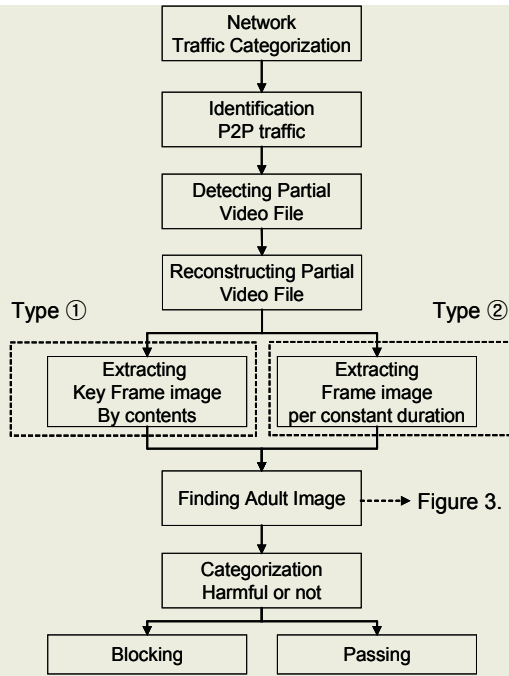 Network
Traffic Categorization
Identification
P2P traffic
Detecting Partial
Video File
Reconstructing Partial
Video File
Type ①
Type ②
Extracting
Key Frame image
By contents
Extracting
Frame image
per constant duration
Finding Adult Image
Figure 3.
Categorization
Harmful or not
Blocking
Passing